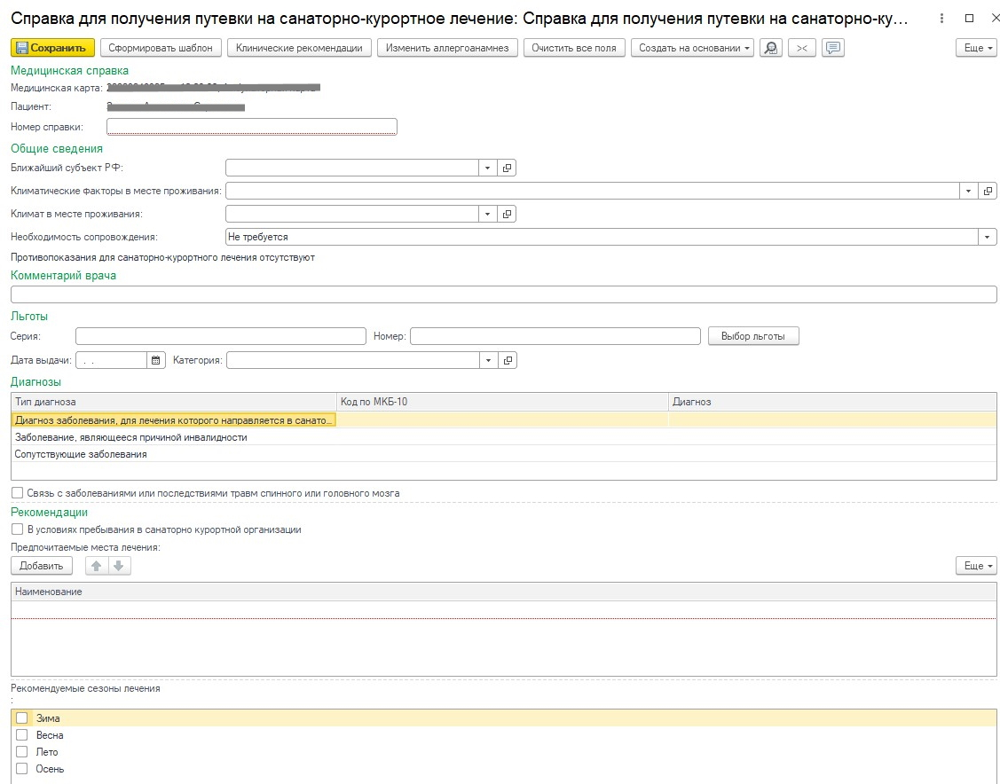 Справка для получения путевки на санаторно-курортное лечение: Справка для получения путевки на санаторно-ку...
Сохранить Сформировать шаблон Клинические рекомендации Изменить аллергоанамнез Очистить все поля Создать на основании Еще
Медицинская справка
Медицинская карта:
Пациент:
Номер справки:
Общие сведения
Ближайший субъект РФ:
Климатические факторы в месте проживания:
Климат в месте проживания:
Необходимость сопровождения: Не требуется
Противопоказания для санаторно-курортного лечения отсутствуют
Комментарий врача
Льготы
Серия: Номер: Выбор льготы
Дата выдачи: . . Категория:
Диагнозы
Тип диагноза Код по МКБ-10 Диагноз
Диагноз заболевания, для лечения которого направляется в санато...
Заболевание, являющееся причиной инвалидности
Сопутствующие заболевания
Связь с заболеваниями или последствиями травм спинного или головного мозга
Рекомендации
В условиях пребывания в санаторно курортной организации
Предпочитаемые места лечения:
Добавить Еще
Наименование
Рекомендуемые сезоны лечения
:
Зима
Весна
Лето
Осень